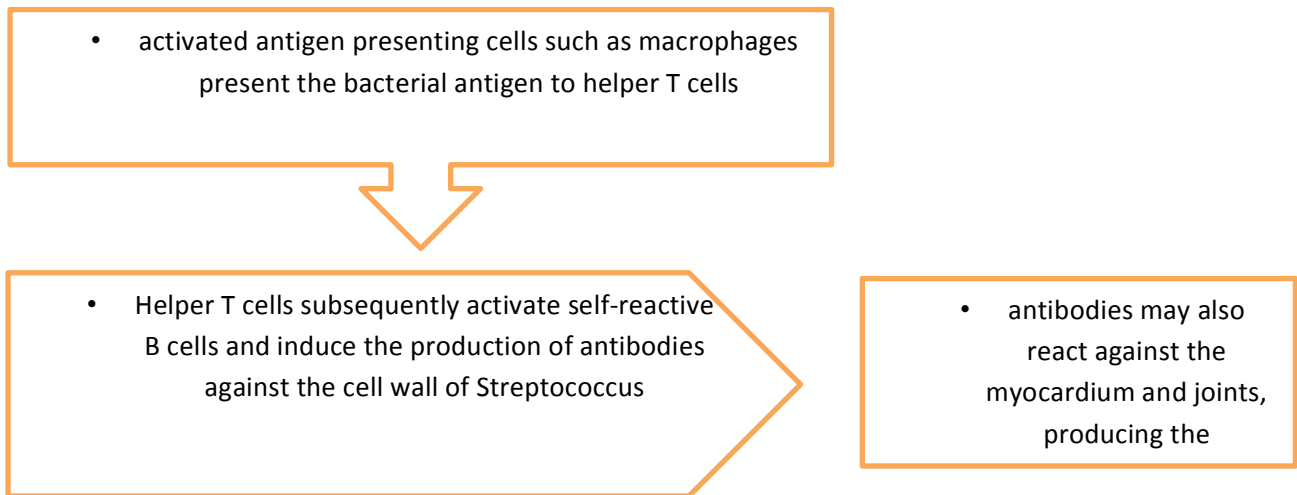 • activated antigen presenting cells such as macrophages
present the bacterial antigen to helper T cells
• Helper T cells subsequently activate self-reactive
B cells and induce the production of antibodies
against the cell wall of Streptococcus
• antibodies may also
react against the
myocardium and joints,
producing the